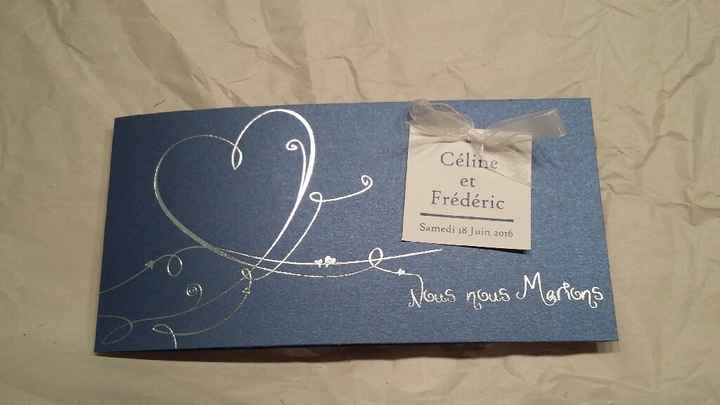 Céline
et
Frédéric
Samedi 18 Juin 2016
Nous nous Marions